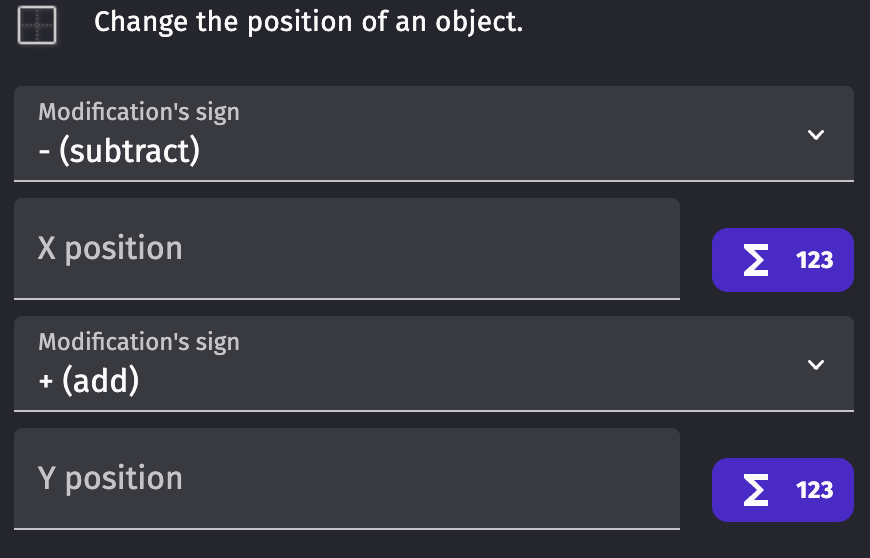 Change the position of an object.
Modification's sign
- (subtract)
X position
Σ 123
Modification's sign
+ (add)
Y position
Σ 123